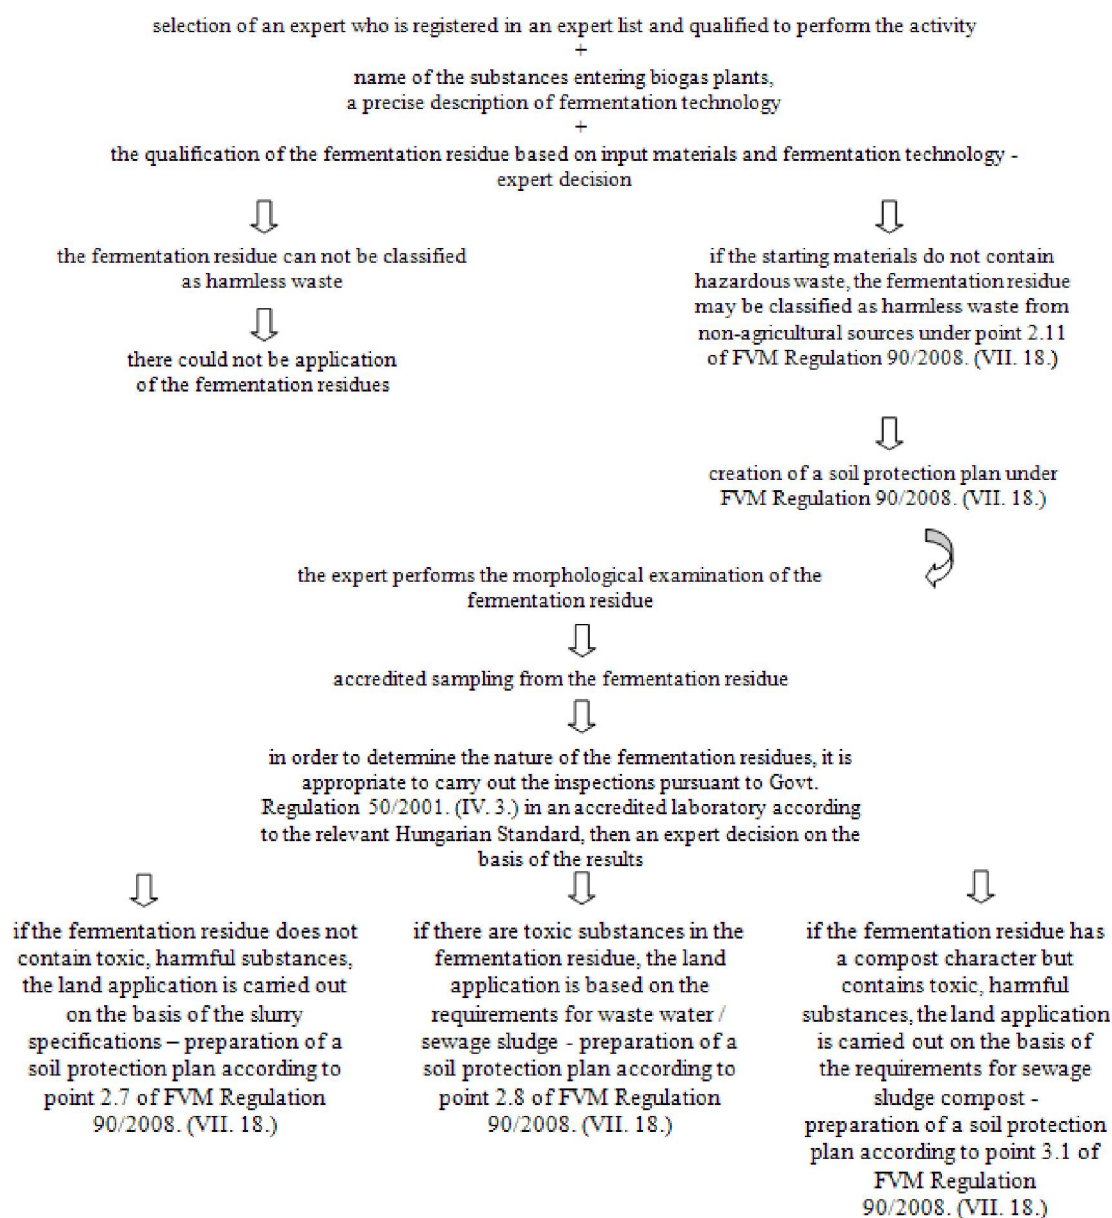 selection of an expert who is registered in an expert list and qualified to perform the activity
+
name of the substances entering biogas plants,
a precise description of fermentation technology
+
the qualification of the fermentation residue based on input materials and fermentation technology -
expert decision
the fermentation residue can not be classified
as harmless waste
there could not be application
of the fermentation residues
if the starting materials do not contain
hazardous waste, the fermentation residue
may be classified as harmless waste from
non-agricultural sources under point 2.11
of FVM Regulation 90/2008. (VII. 18.)
creation of a soil protection plan under
FVM Regulation 90/2008. (VII. 18.)
the expert performs the morphological examination of the
fermentation residue
accredited sampling from the fermentation residue
in order to determine the nature of the fermentation residues, it is
appropriate to carry out the inspections pursuant to Govt.
Regulation 50/2001. (IV. 3.) in an accredited laboratory according
to the relevant Hungarian Standard, then an expert decision on the
basis of the results
if the fermentation residue does not
contain toxic, harmful substances,
the land application is carried out
on the basis of the slurry
specifications – preparation of a
soil protection plan according to
point 2.7 of FVM Regulation
90/2008. (VII. 18.)
if there are toxic substances in the
fermentation residue, the land
application is based on the
requirements for waste water /
sewage sludge - preparation of a
soil protection plan according to
point 2.8 of FVM Regulation
90/2008. (VII. 18.)
if the fermentation residue has
a compost character but
contains toxic, harmful
substances, the land application
is carried out on the basis of
the requirements for sewage
sludge compost -
preparation of a soil protection
plan according to point 3.1 of
FVM Regulation
90/2008. (VII. 18.)